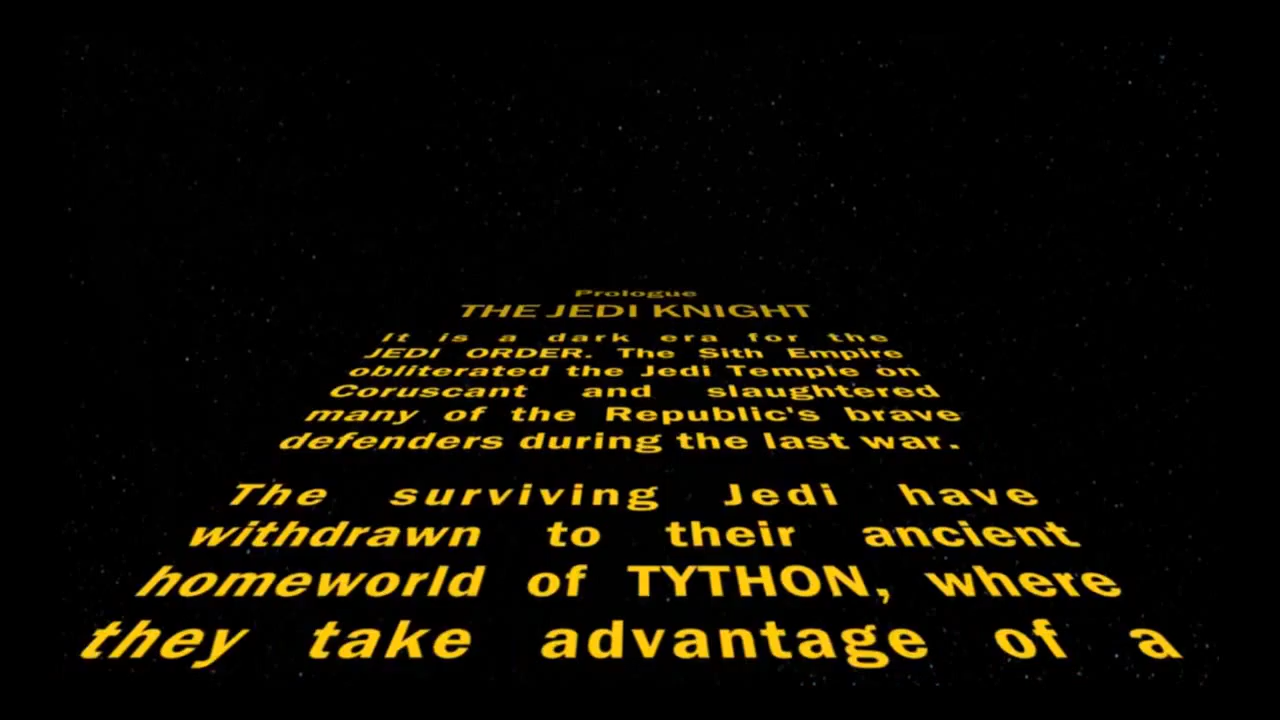 Prologue
THE JEDI KNIGHT
It is a dark era for the
JEDI ORDER. The Sith Empire
obliterated the Jedi Temple on
Coruscant and slaughtered
many of the Republic's brave
defenders during the last war.
The surviving Jedi have
withdrawn to their ancient
homeworld of TYTHON, where
they take advantage of a